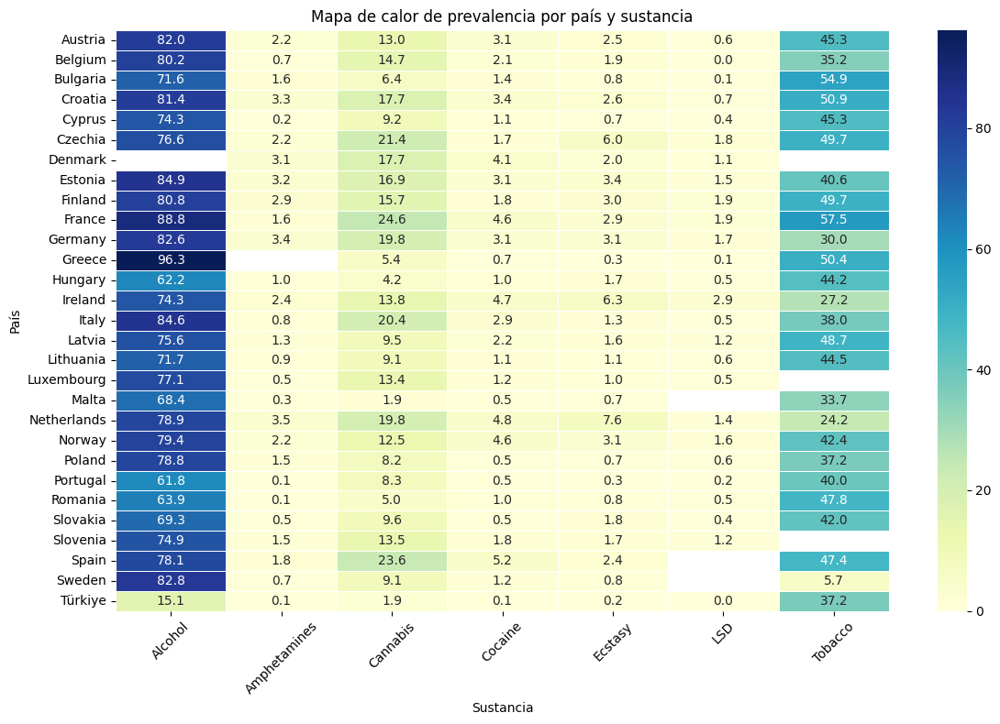 Mapa de calor de prevalencia por país y sustancia
Austria 82.0 2.2 13.0 3.1 2.5 0.6 45.3
Belgium 80.2 0.7 14.7 2.1 1.9 0.0 35.2
Bulgaria 71.6 1.6 6.4 1.4 0.8 0.1 54.9
Croatia 81.4 3.3 17.7 3.4 2.6 0.7 50.9
Cyprus 74.3 0.2 9.2 1.1 0.7 0.4 45.3
Czechia 76.6 2.2 21.4 1.7 6.0 1.8 49.7
Denmark 3.1 17.7 4.1 2.0 1.1
Estonia 84.9 3.2 16.9 3.1 3.4 1.5 40.6
Finland 80.8 2.9 15.7 1.8 3.0 1.9 49.7
France 88.8 1.6 24.6 4.6 2.9 1.9 57.5
Germany 82.6 3.4 19.8 3.1 3.1 1.7 30.0
Greece 96.3 5.4 0.7 0.3 0.1 50.4
Hungary 62.2 1.0 4.2 1.0 1.7 0.5 44.2
Ireland 74.3 2.4 13.8 4.7 6.3 2.9 27.2
Italy 84.6 0.8 20.4 2.9 1.3 0.5 38.0
Latvia 75.6 1.3 9.5 2.2 1.6 1.2 48.7
Lithuania 71.7 0.9 9.1 1.1 1.1 0.6 44.5
Luxembourg 77.1 0.5 13.4 1.2 1.0 0.5
Malta 68.4 0.3 1.9 0.5 0.7 33.7
Netherlands 78.9 3.5 19.8 4.8 7.6 1.4 24.2
Norway 79.4 2.2 12.5 4.6 3.1 1.6 42.4
Poland 78.8 1.5 8.2 0.5 0.7 0.6 37.2
Portugal 61.8 0.1 8.3 0.5 0.3 0.2 40.0
Romania 63.9 0.1 5.0 1.0 0.8 0.5 47.8
Slovakia 69.3 0.5 9.6 0.5 1.8 0.4 42.0
Slovenia 74.9 1.5 13.5 1.8 1.7 1.2
Spain 78.1 1.8 23.6 5.2 2.4 47.4
Sweden 82.8 0.7 9.1 1.2 0.8 5.7
Türkiye 15.1 0.1 1.9 0.1 0.2 0.0 37.2
Alcohol Amphetamines Cannabis Cocaine Ecstasy LSD Tobacco
Sustancia
País
80
60
40
20
0